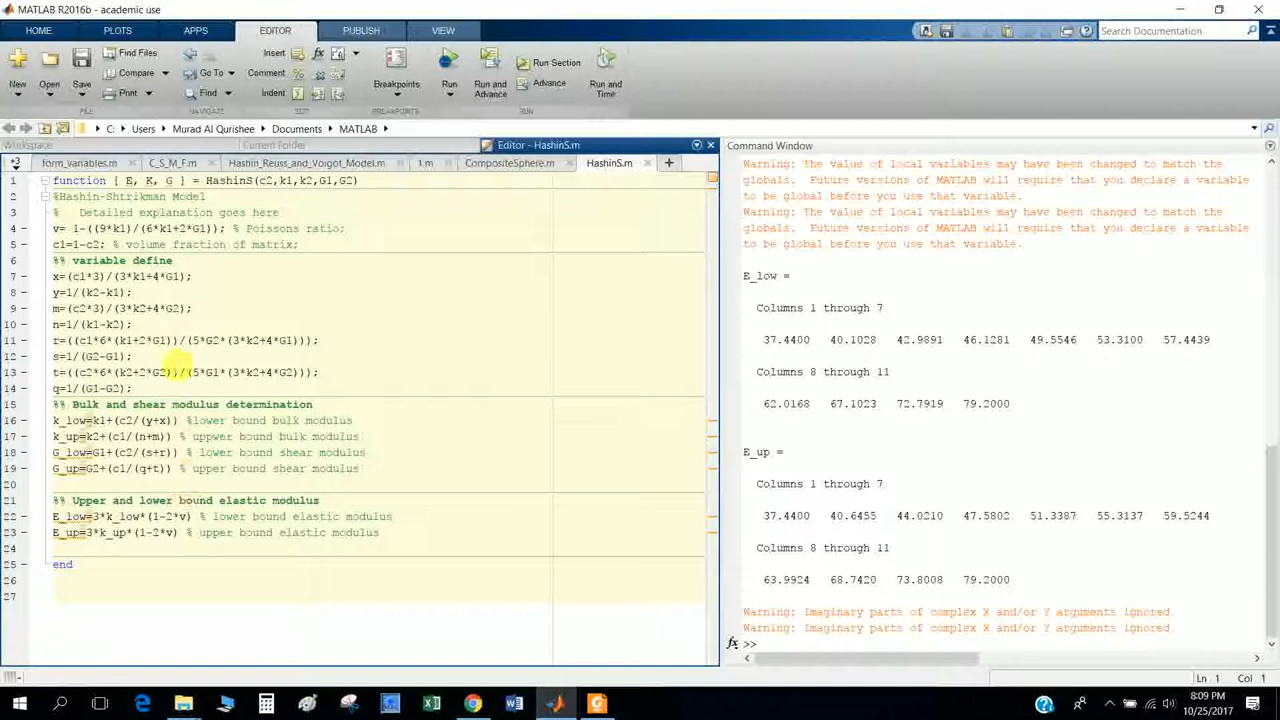 MATLAB R2016b - academic use
HOME PLOTS APPS EDITOR PUBLISH VIEW
Search Documentation
New Open Save Find Files Compare Print
Go To Find
Insert Comment Indent
Breakpoints
Run Run and Advance Run Section Advance Run and Time
FILE NAVIGATE EDIT BREAKPOINTS RUN
C: Users Murad Al Qurishee Documents MATLAB
Workspace Current Folder Editor - HashinS.m Command Window
form_variables.m C_S_M_F.m Hashin_Reuss_and_Voigot_Model.m 1.m CompositeSphere.m HashinS.m
1 function [ E, K, G ] = HashinS(c2,k1,k2,G1,G2)
2 %Hashin-Shtrikman Model
3 % Detailed explanation goes here
4 v= 1-((9*k1)/(6*k1+2*G1)); % Poissons ratio;
5 c1=1-c2; % volume fraction of matrix;
6 %% variable define
7 x=(c1*3)/(3*k1+4*G1);
8 y=1/(k2-k1);
9 m=(c2*3)/(3*k2+4*G2);
10 n=1/(k1-k2);
11 r=((c1*6*(k1+2*G1))/(5*G2*(3*k2+4*G1)));
12 s=1/(G2-G1);
13 t=((c2*6*(k2+2*G2))/(5*G1*(3*k2+4*G2)));
14 q=1/(G1-G2);
15 %% Bulk and shear modulus determination
16 k_low=k1+(c2/(y+x)) %lower bound bulk modulus
17 k_up=k2+(c1/(n+m)) % uppwer bound bulk modulus
18 G_low=G1+(c2/(s+r)) % lower bound shear modulus
19 G_up=G2+(c1/(q+t)) % upper bound shear modulus
20
21 %% Upper and lower bound elastic modulus
22 E_low=3*k_low*(1-2*v) % lower bound elastic modulus
23 E_up=3*k_up*(1-2*v) % upper bound elastic modulus
24
25 end
26
27
Warning: The value of local variables may have been changed to match the
globals. Future versions of MATLAB will require that you declare a variable
to be global before you use that variable.
Warning: The value of local variables may have been changed to match the
globals. Future versions of MATLAB will require that you declare a variable
to be global before you use that variable.
E_low =
Columns 1 through 7
37.4400 40.1028 42.9891 46.1281 49.5546 53.3100 57.4439
Columns 8 through 11
62.0168 67.1023 72.7919 79.2000
E_up =
Columns 1 through 7
37.4400 40.6455 44.0210 47.5802 51.3387 55.3137 59.5244
Columns 8 through 11
63.9924 68.7420 73.8008 79.2000
Warning: Imaginary parts of complex X and/or Y arguments ignored
Warning: Imaginary parts of complex X and/or Y arguments ignored
fx >>
Ln 1 Col 1
8:09 PM
10/25/2017